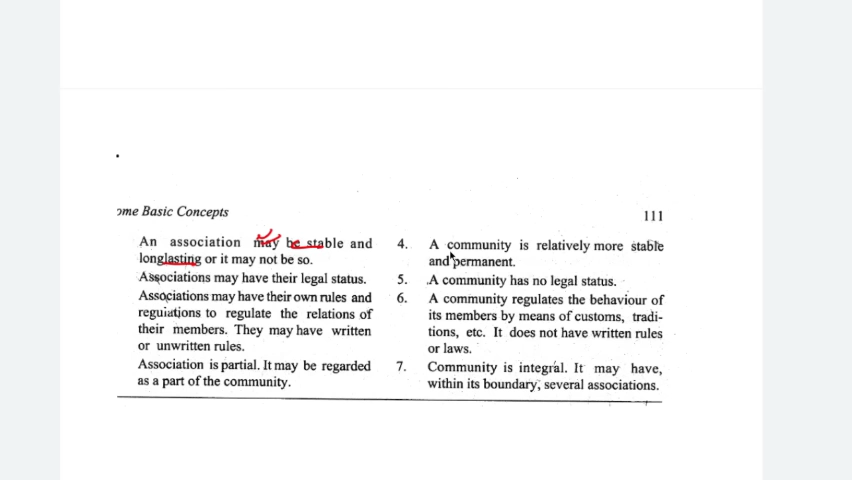 ome Basic Concepts
111
An association may be stable and
longlasting or it may not be so.
Associations may have their legal status.
Associations may have their own rules and
regulations to regulate the relations of
their members. They may have written
or unwritten rules.
Association is partial. It may be regarded
as a part of the community.
4. A community is relatively more stable
and permanent.
5. A community has no legal status.
6. A community regulates the behaviour of
its members by means of customs, tradi-
tions, etc. It does not have written rules
or laws.
7. Community is integral. It may have,
within its boundary, several associations.